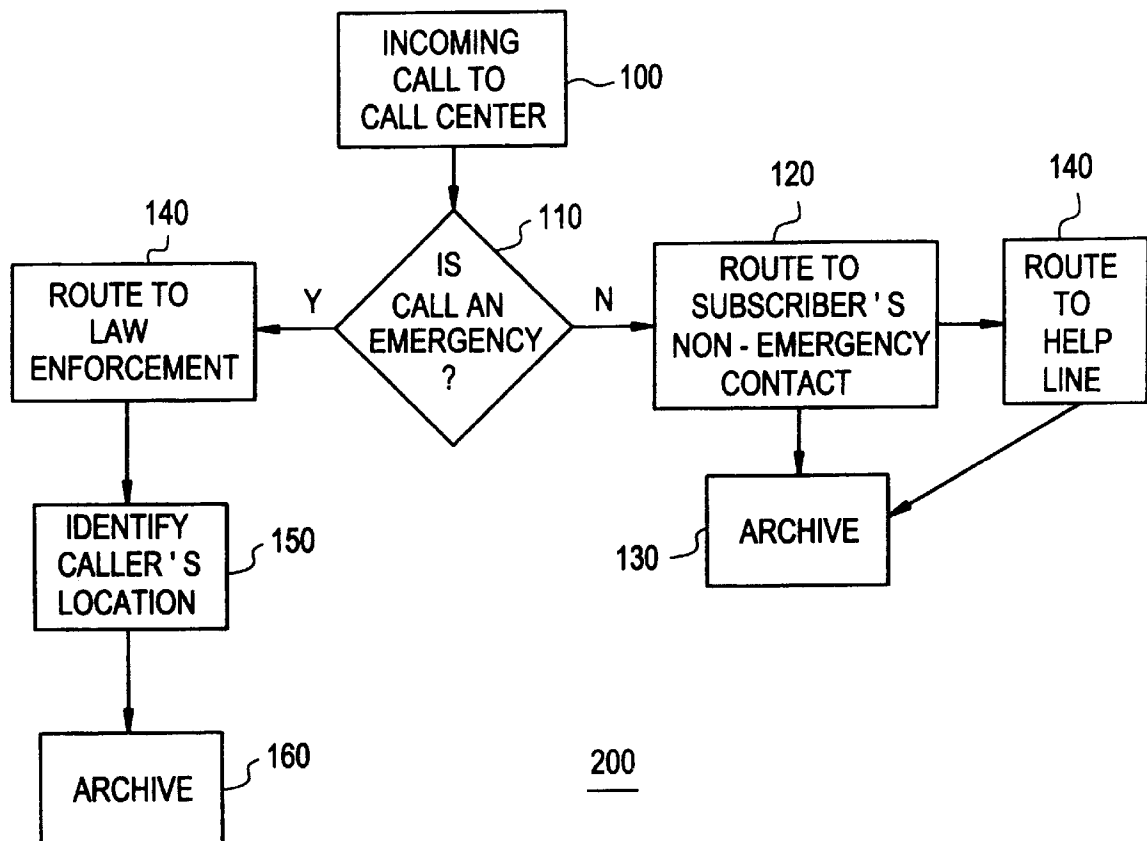 INCOMING
CALL TO
CALL CENTER
100
110
IS
CALL AN
EMERGENCY
?
Y
N
140
ROUTE TO
LAW
ENFORCEMENT
150
IDENTIFY
CALLER'S
LOCATION
160
ARCHIVE
120
ROUTE TO
SUBSCRIBER'S
NON - EMERGENCY
CONTACT
140
ROUTE
TO
HELP
LINE
130
ARCHIVE
200